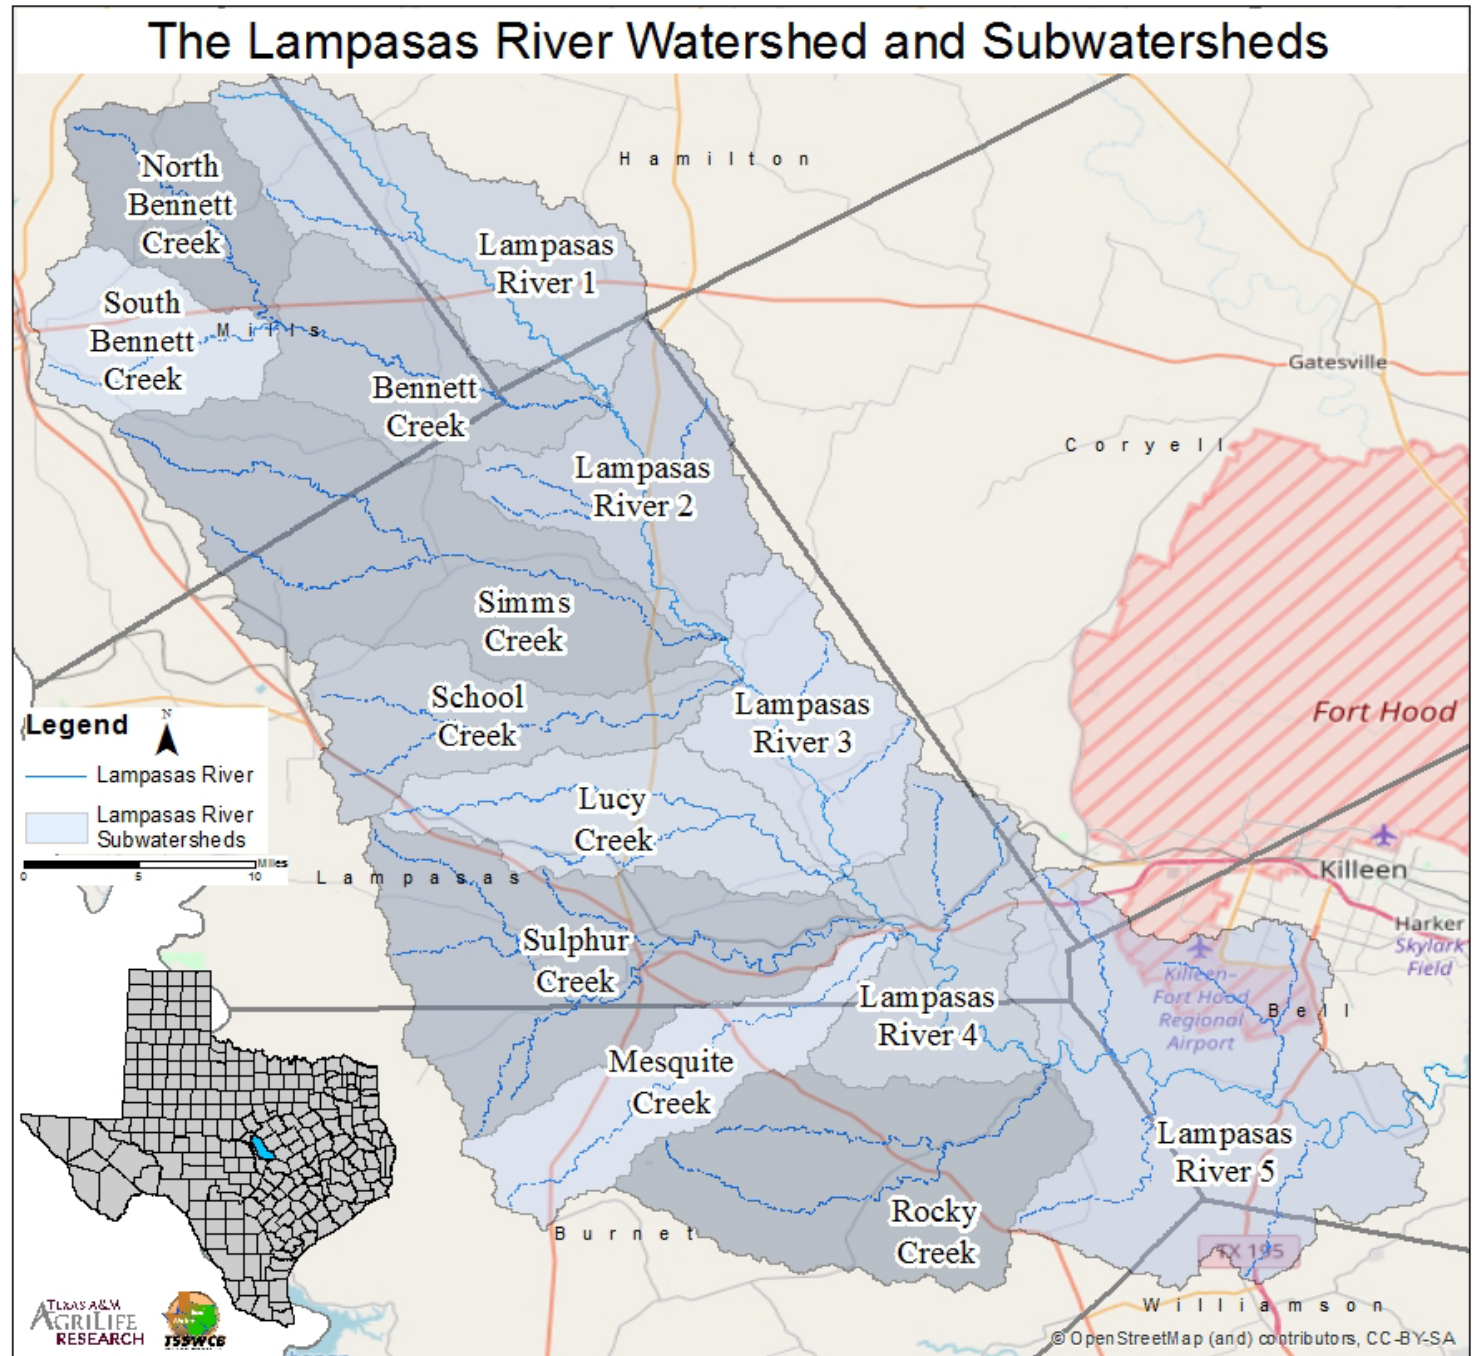 The Lampasas River Watershed and Subwatersheds
Hamilton
North
Bennett
Creek
Lampasas
River 1
South
Bennett
Creek
Mills
Bennett
Creek
Gatesville
Coryell
Lampasas
River 2
Simms
Creek
School
Creek
Lampasas
River 3
Fort Hood
Legend
N
Lampasas River
Lampasas River
Subwatersheds
Miles
0 5 10
Lucy
Creek
Lampasas
Killeen
Harker
Skylark
Field
Sulphur
Creek
Killeen-
Fort Hood
Regional
Airport
Bell
Lampasas
River 4
Mesquite
Creek
Lampasas
River 5
Rocky
Creek
Burnet
TX 195
Williamson
TEXAS A&M
AGRILIFE
RESEARCH
TSSWCB
© OpenStreetMap (and) contributors, CC-BY-SA